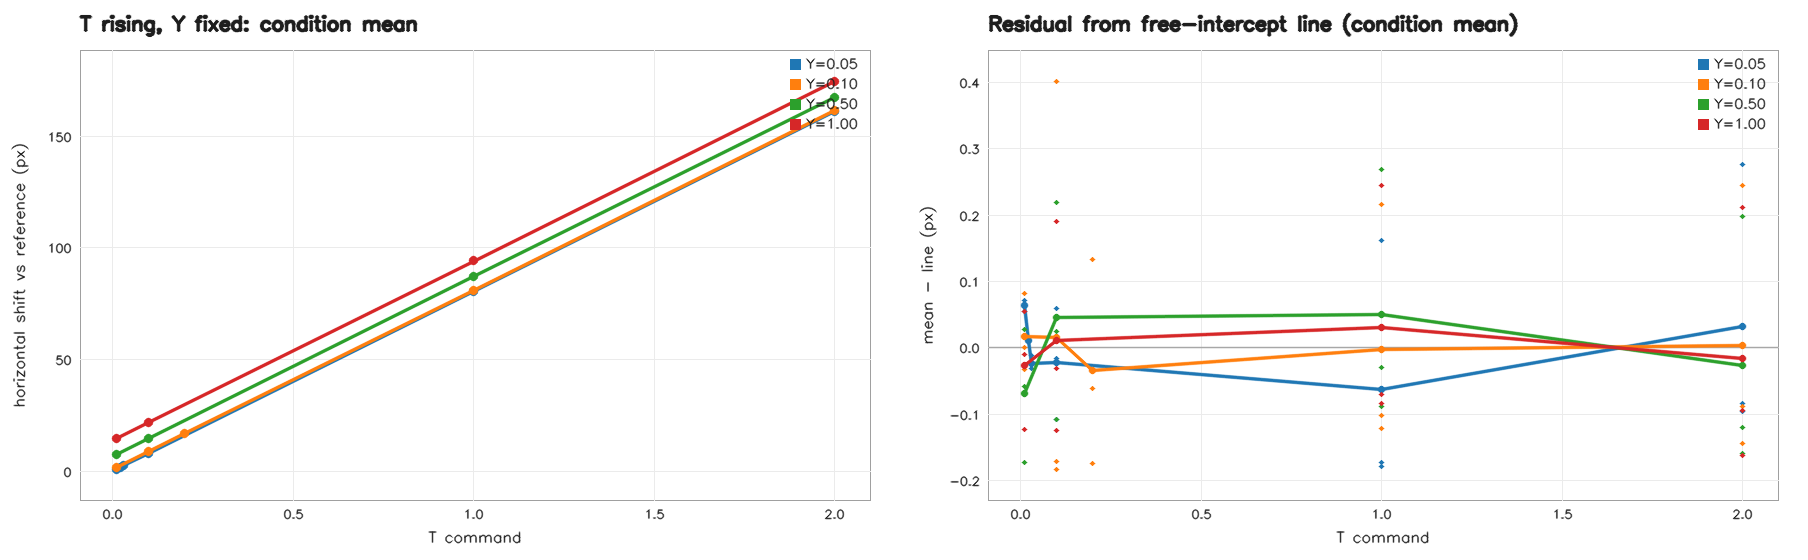 T rising, Y fixed: condition mean
horizontal shift vs reference (px)
150
100
50
0
Y=0.05
Y=0.10
Y=0.50
Y=1.00
0.0 0.5 1.0 1.5 2.0
T command
Residual from free-intercept line (condition mean)
mean - line (px)
0.4
0.3
0.2
0.1
0.0
-0.1
-0.2
Y=0.05
Y=0.10
Y=0.50
Y=1.00
0.0 0.5 1.0 1.5 2.0
T command